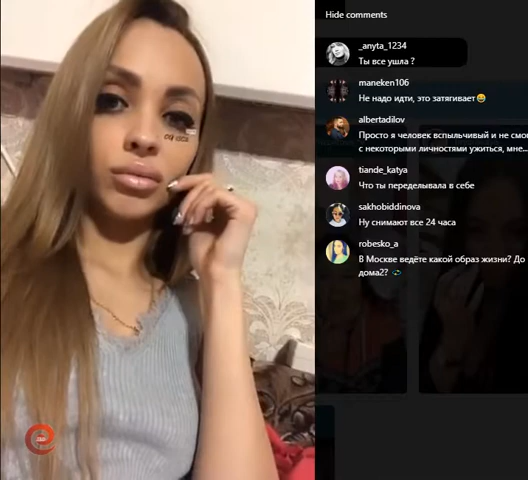 Hide comments
_anyta_1234
Ты все ушла ?
maneken106
Не надо идти, это затягивает😅
albertadilov
Просто я человек вспыльчивый и не смо
с некоторыми личностями ужиться, мне...
tiande_katya
Что ты переделывала в себе
sakhobiddinova
Ну снимают все 24 часа
robesko_a
В Москве ведёте какой образ жизни? До
дома2?